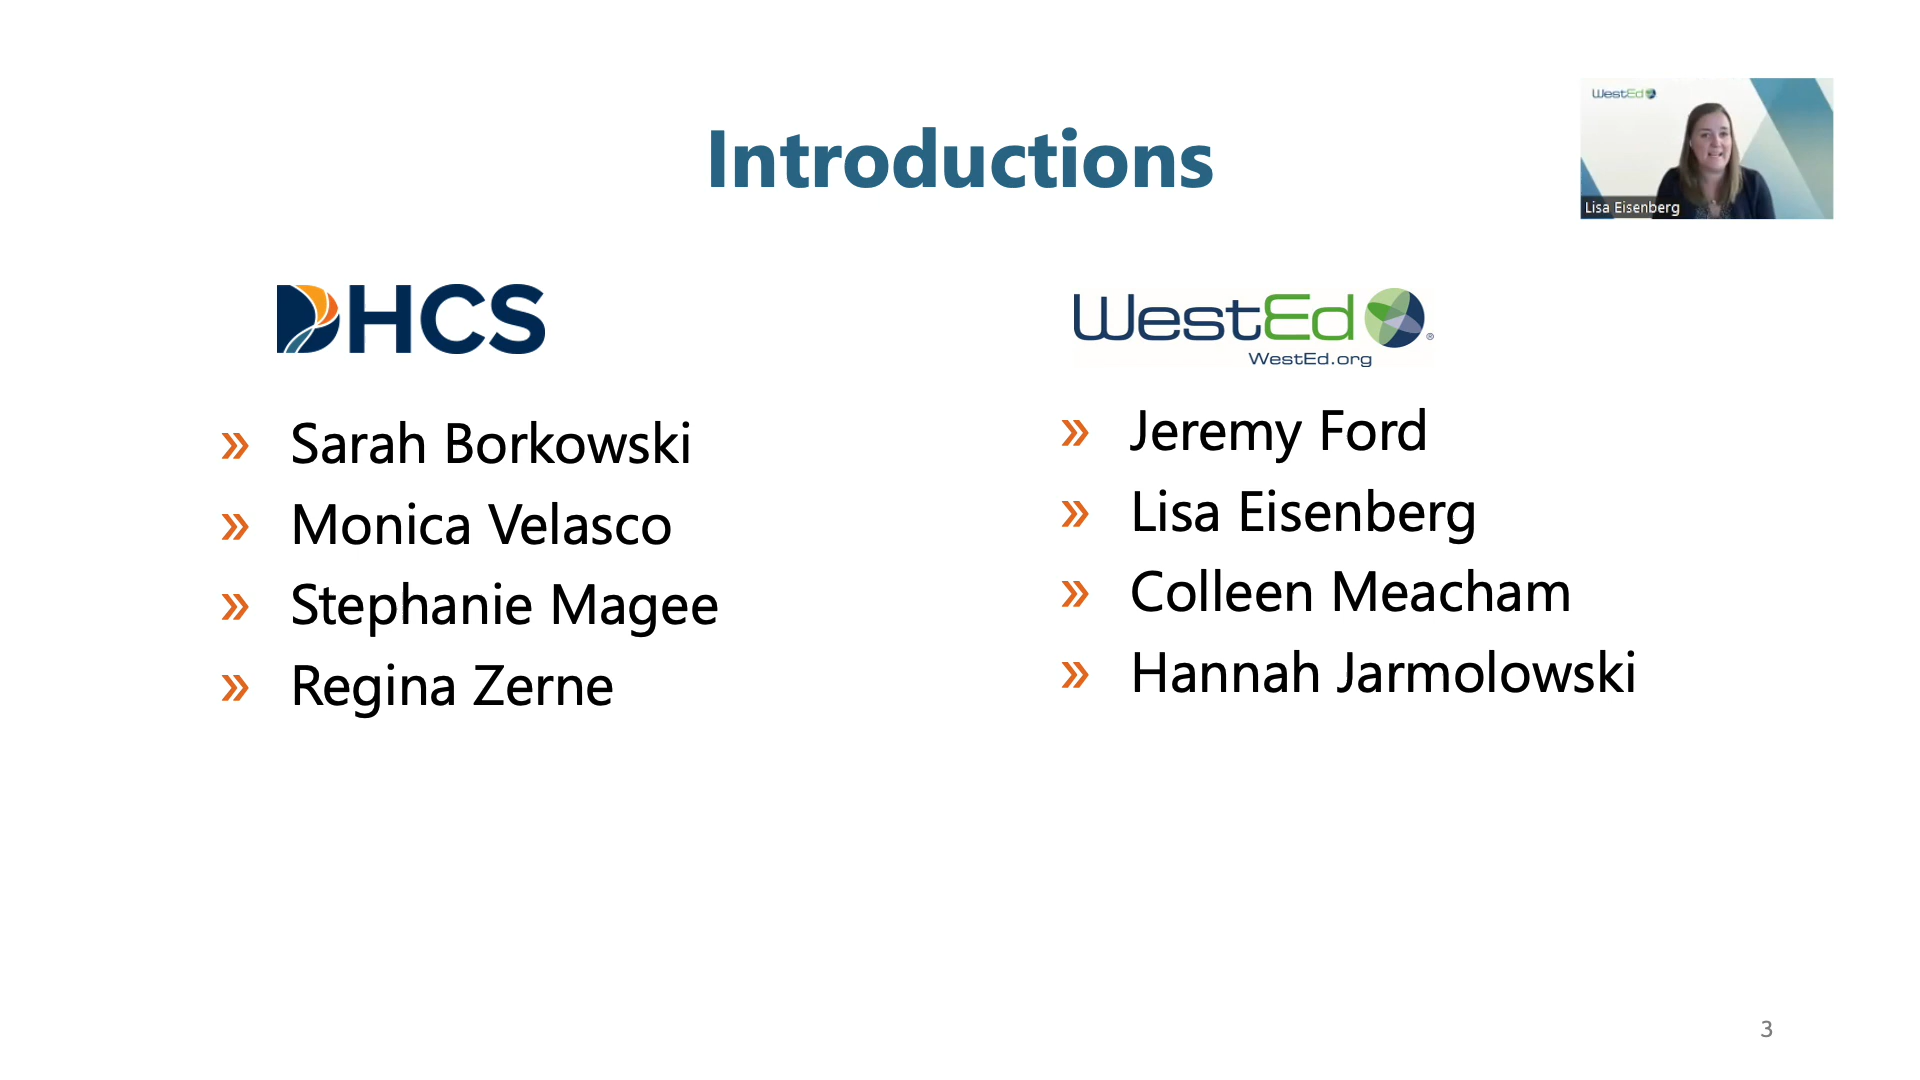 Introductions
WestEd
Lisa Eisenberg
DHCS
» Sarah Borkowski
» Monica Velasco
» Stephanie Magee
» Regina Zerne
WestEd®
WestEd.org
» Jeremy Ford
» Lisa Eisenberg
» Colleen Meacham
» Hannah Jarmolowski
3